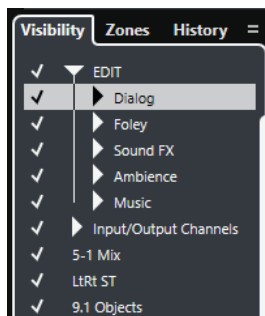 Visibility Zones History
EDIT
Dialog
Foley
Sound FX
Ambience
Music
Input/Output Channels
5-1 Mix
LtRt ST
9.1 Objects